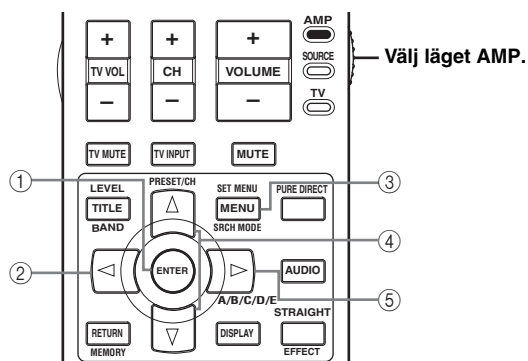 AMP
+ + +
SOURCE
TV VOL CH VOLUME
Välj läget AMP.
– – –
TV
TV MUTE TV INPUT MUTE
① PRESET/CH ③
LEVEL SET MENU PURE DIRECT
TITLE MENU
BAND SRCH MODE
④
② ENTER AUDIO
A/B/C/D/E ⑤
STRAIGHT
RETURN DISPLAY
MEMORY EFFECT